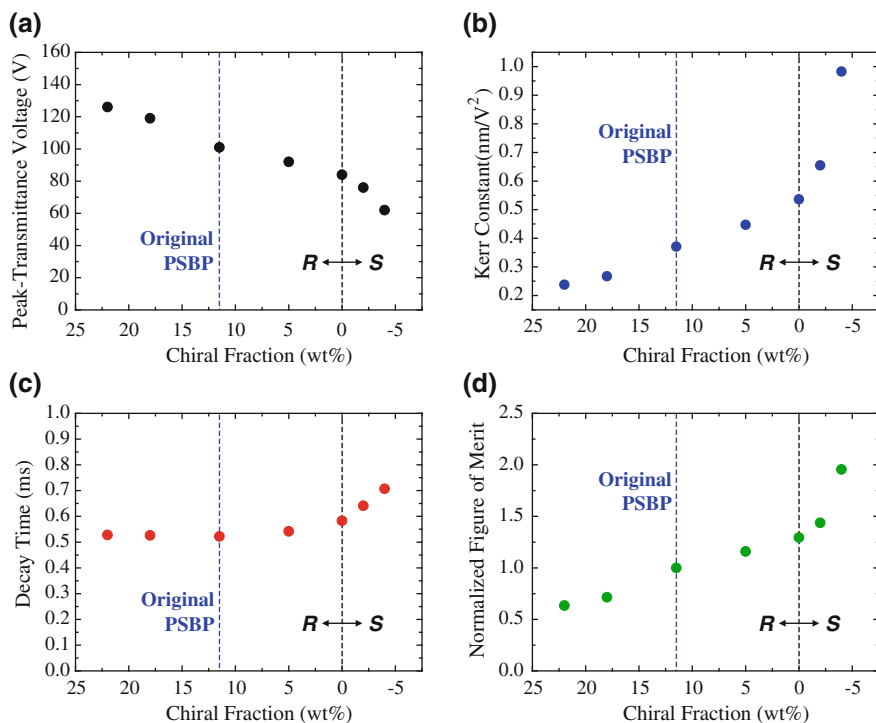 (a)
160
140
120
100
80
60
40
20
0
Peak-Transmittance Voltage (V)
Original
PSBP
R S
25 20 15 10 5 0 -5
Chiral Fraction (wt%)
(b)
1.0
0.9
0.8
0.7
0.6
0.5
0.4
0.3
0.2
Kerr Constant(nm/V²)
Original
PSBP
R S
25 20 15 10 5 0 -5
Chiral Fraction (wt%)
(c)
1.0
0.9
0.8
0.7
0.6
0.5
0.4
0.3
0.2
0.1
0.0
Decay Time (ms)
Original
PSBP
R S
25 20 15 10 5 0 -5
Chiral Fraction (wt%)
(d)
2.5
2.0
1.5
1.0
0.5
0.0
Normalized Figure of Merit
Original
PSBP
R S
25 20 15 10 5 0 -5
Chiral Fraction (wt%)